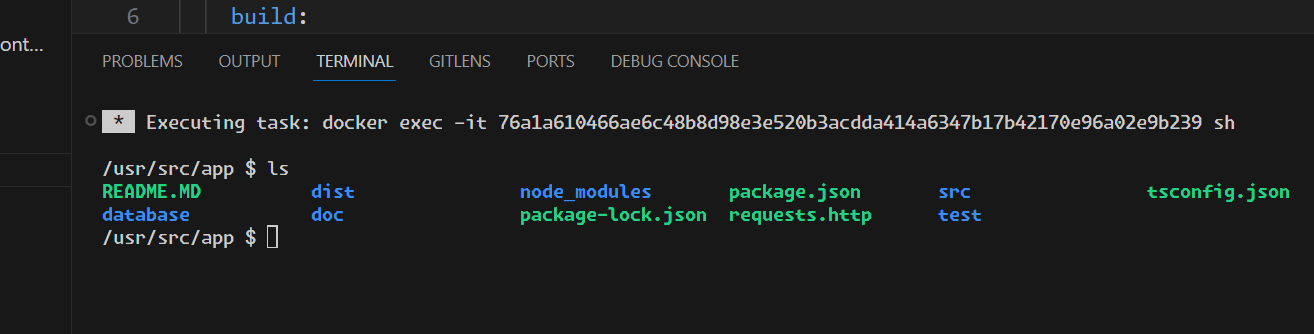 6 build:
ont...
PROBLEMS OUTPUT TERMINAL GITLENS PORTS DEBUG CONSOLE
* Executing task: docker exec -it 76a1a610466ae6c48b8d98e3e520b3acdda414a6347b17b42170e96a02e9b239 sh
/usr/src/app $ ls
README.MD dist node_modules package.json src tsconfig.json
database doc package-lock.json requests.http test
/usr/src/app $